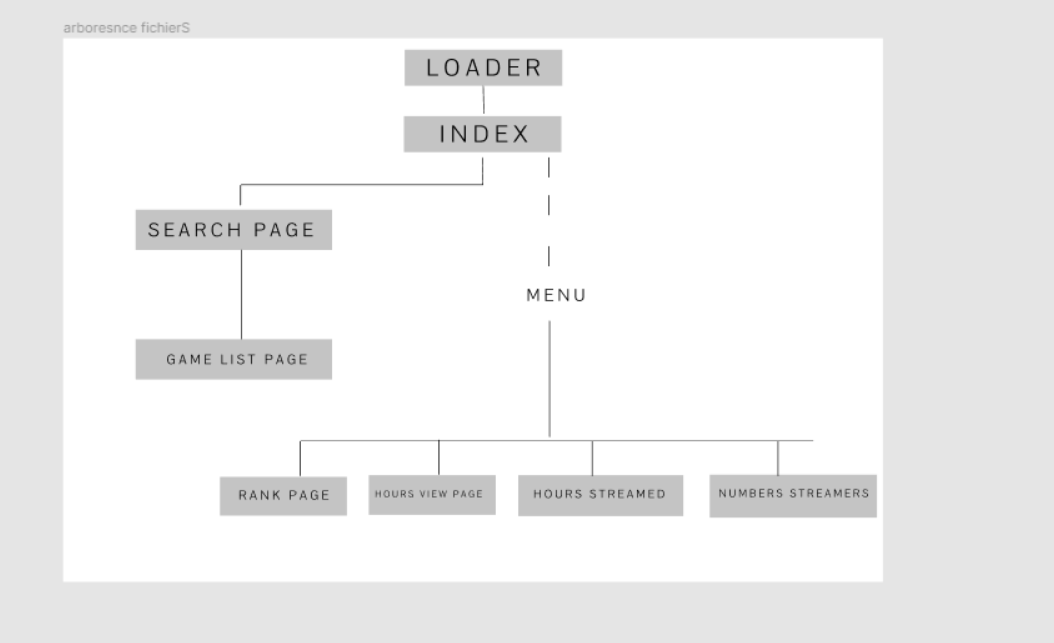 arboresnce fichierS
LOADER
INDEX
SEARCH PAGE
MENU
GAME LIST PAGE
RANK PAGE
HOURS VIEW PAGE
HOURS STREAMED
NUMBERS STREAMERS